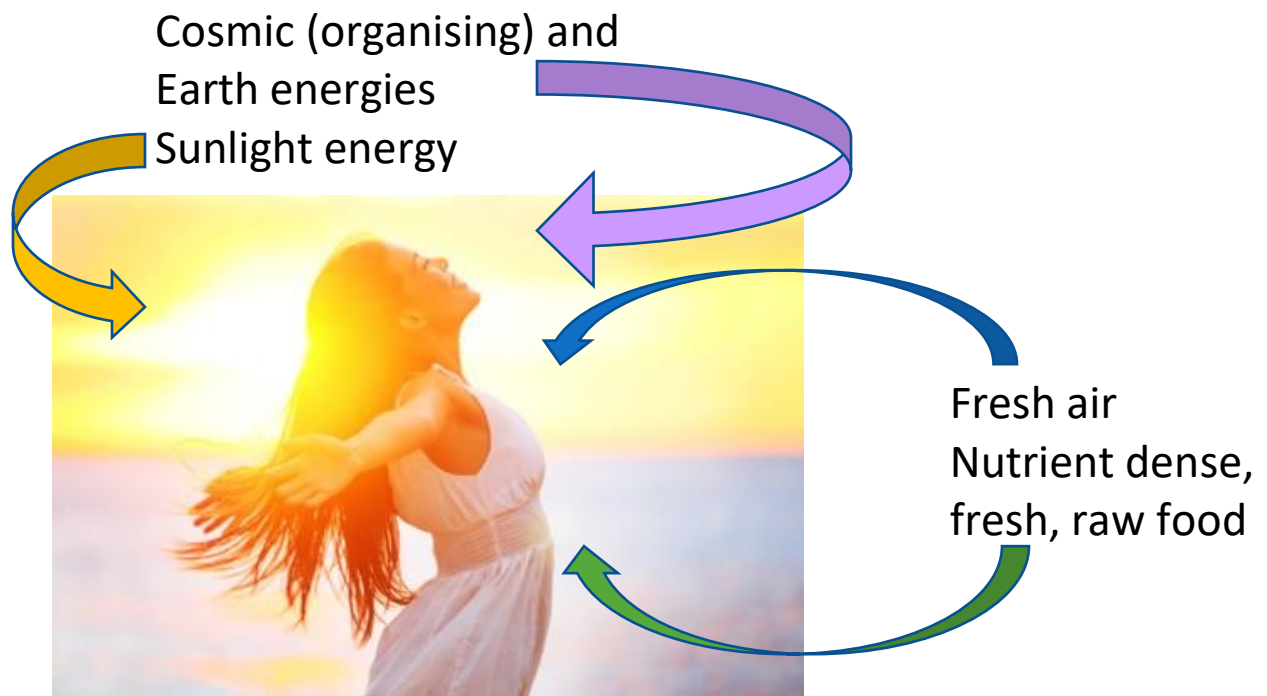 Cosmic (organising) and
Earth energies
Sunlight energy
Fresh air
Nutrient dense,
fresh, raw food